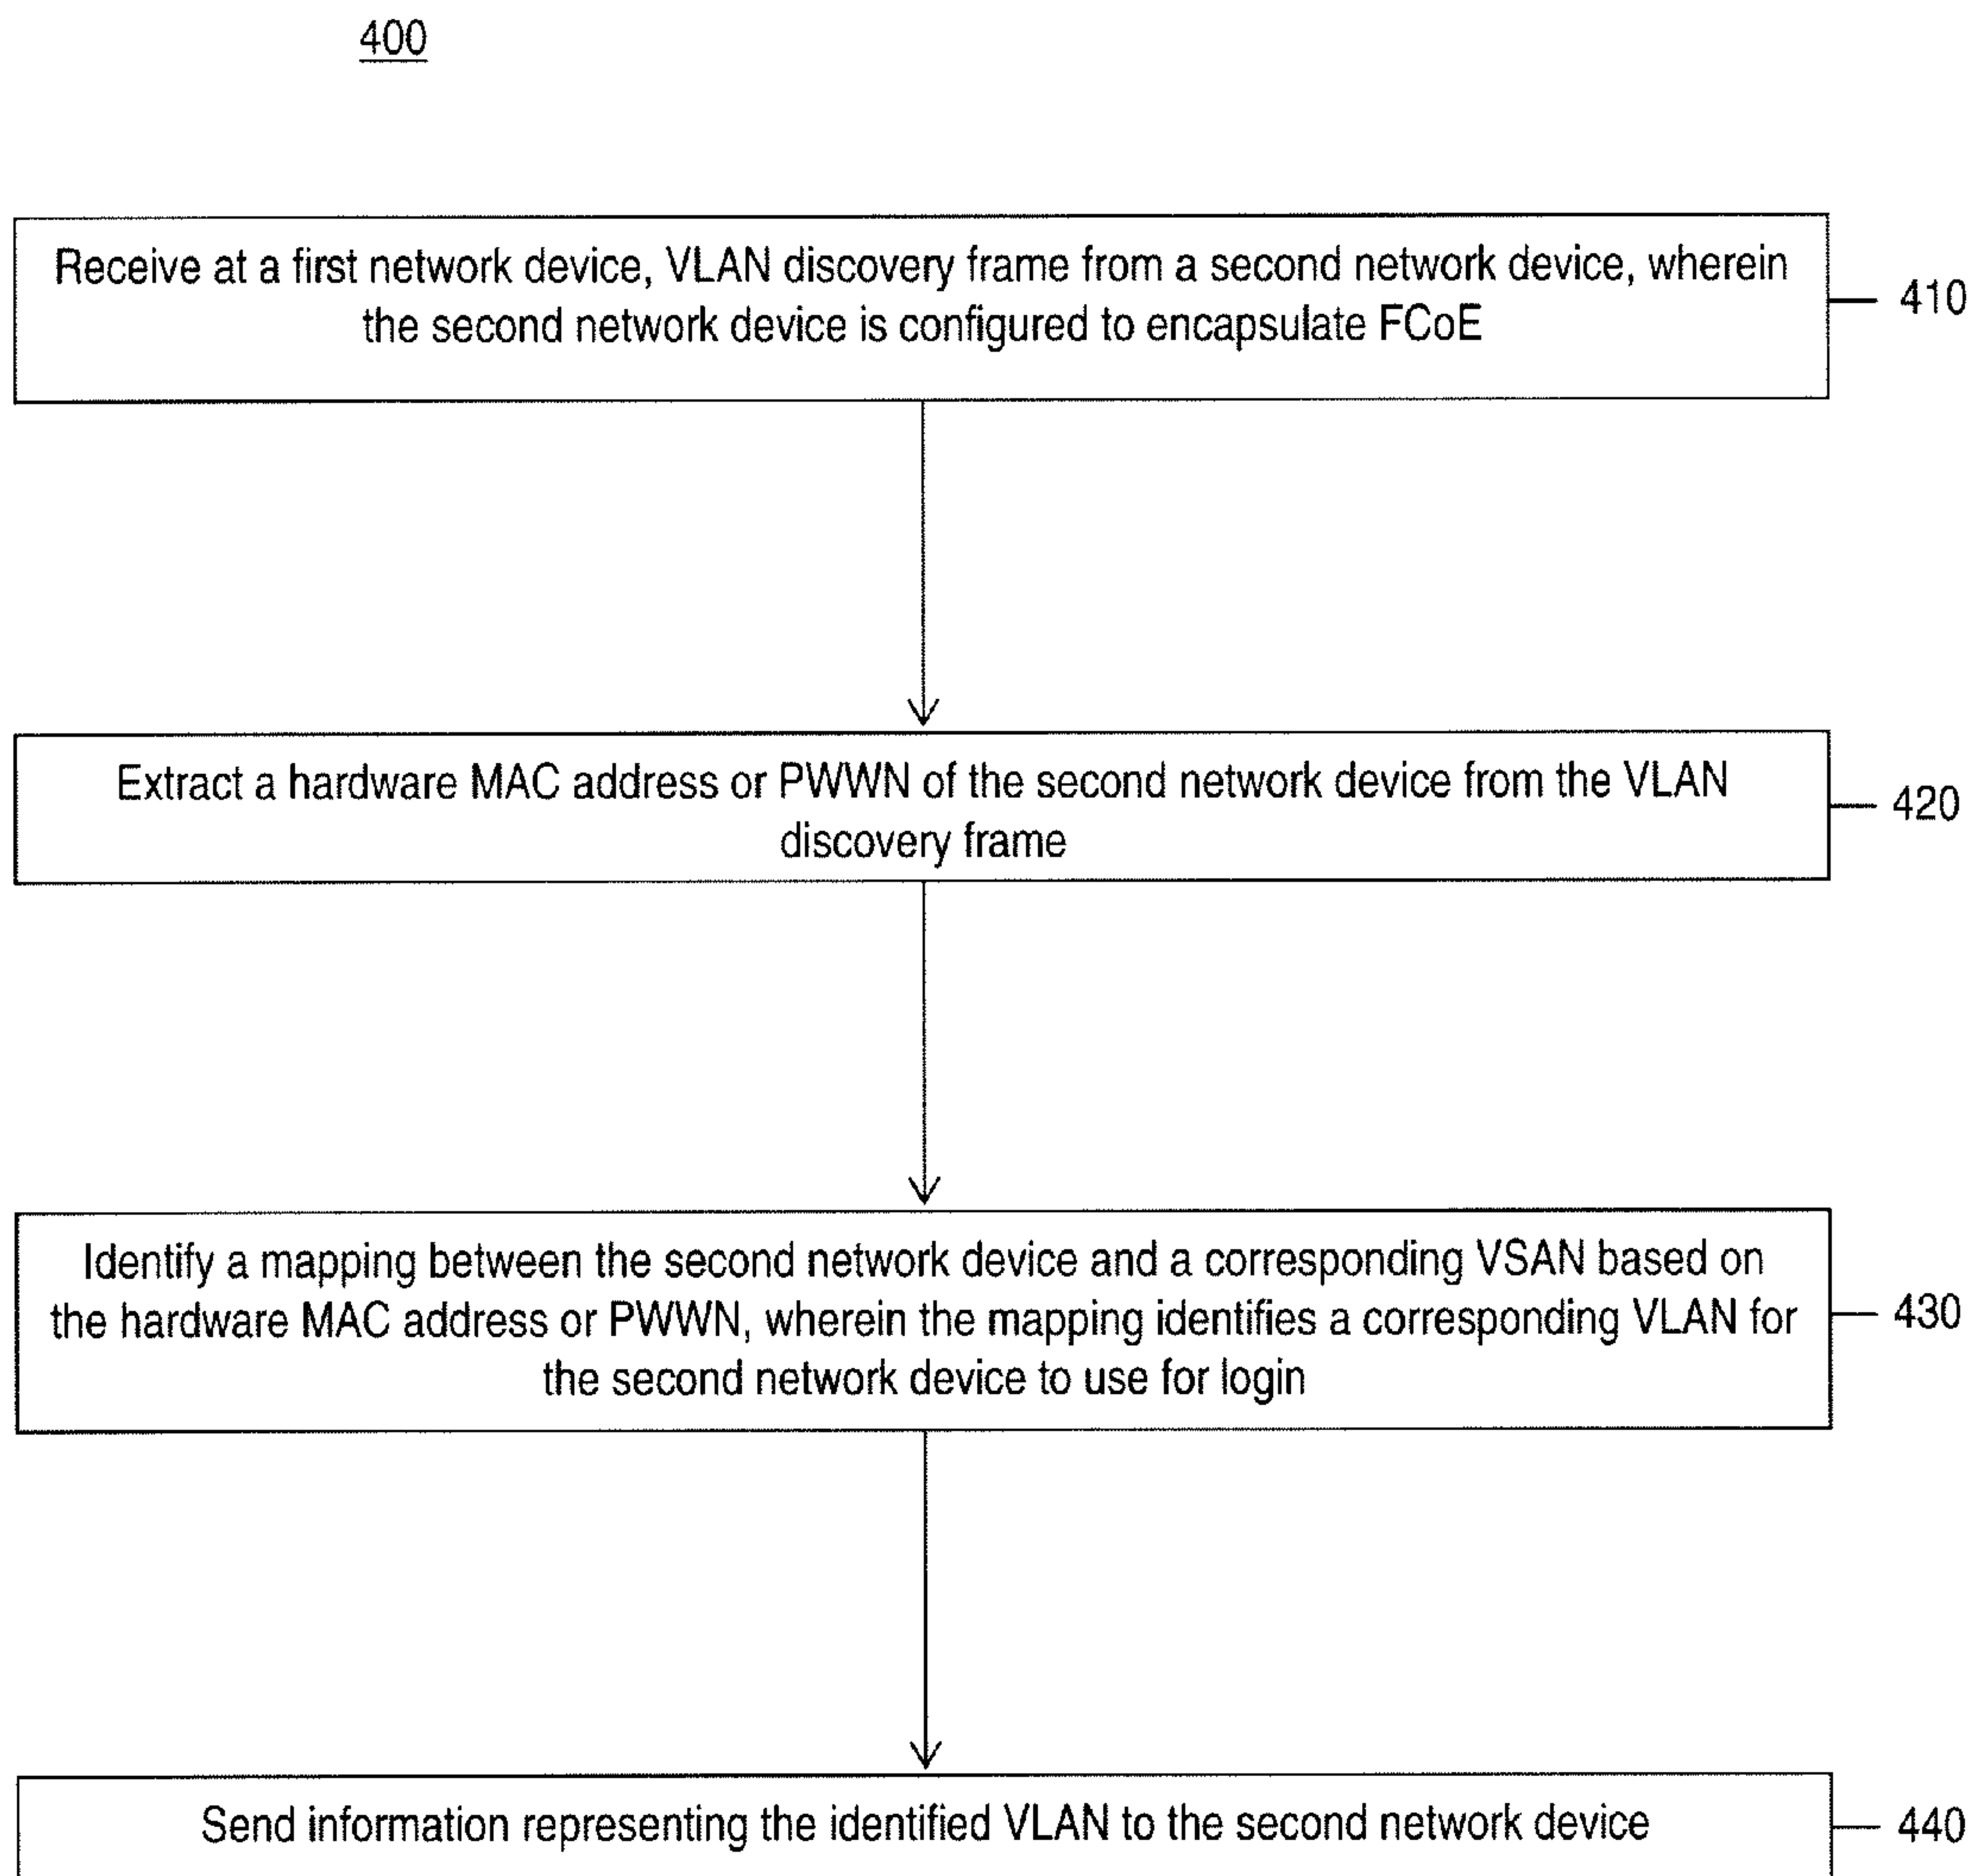 400
Receive at a first network device, VLAN discovery frame from a second network device, wherein
the second network device is configured to encapsulate FCoE
410
Extract a hardware MAC address or PWWN of the second network device from the VLAN
discovery frame
420
Identify a mapping between the second network device and a corresponding VSAN based on
the hardware MAC address or PWWN, wherein the mapping identifies a corresponding VLAN for
the second network device to use for login
430
Send information representing the identified VLAN to the second network device
440